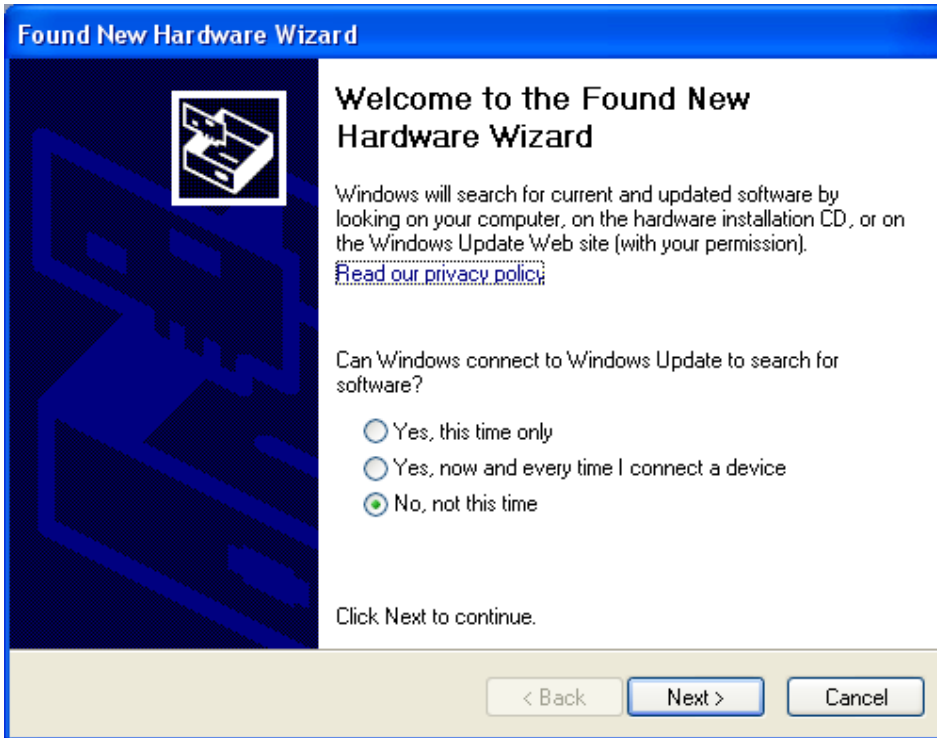 Found New Hardware Wizard
Welcome to the Found New
Hardware Wizard
Windows will search for current and updated software by
looking on your computer, on the hardware installation CD, or on
the Windows Update Web site (with your permission).
Read our privacy policy
Can Windows connect to Windows Update to search for
software?
Yes, this time only
Yes, now and every time I connect a device
No, not this time
Click Next to continue.
< Back
Next >
Cancel